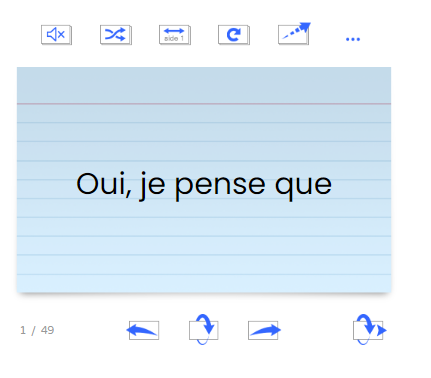 side 1
...
Oui, je pense que
1 / 49